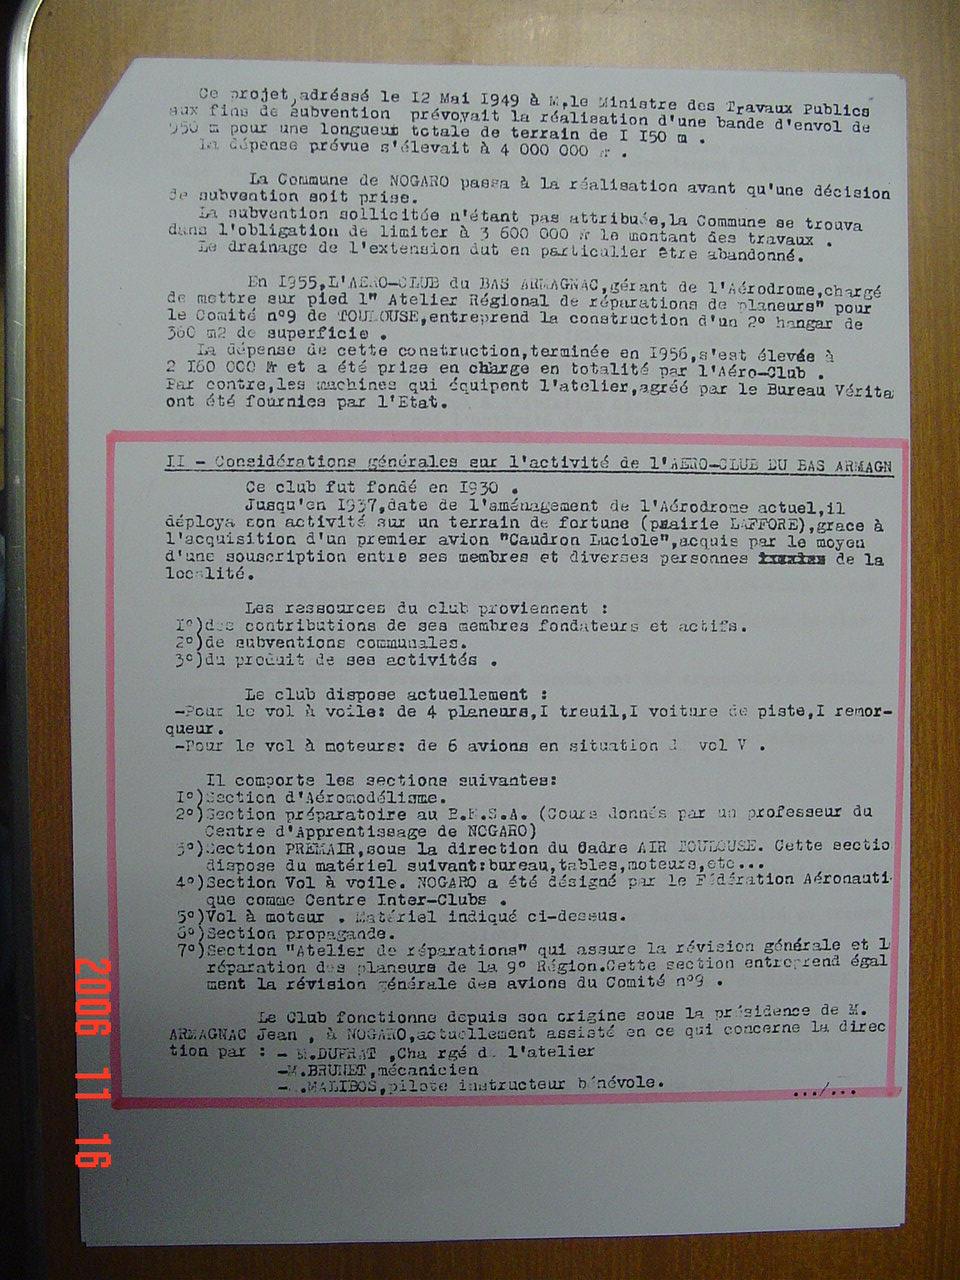 Ce projet,adréssé le 12 Mai 1949 à M.le Ministre des Travaux Publics
aux fins de subvention prévoyait la réalisation d'une bande d'envol de
950 m pour une longueur totale de terrain de I I50 m .
La dépense prévue s'élevait à 4 000 000 .
La Commune de NOGARO passa à la réalisation avant qu'une décision
de subvention soit prise.
La subvention sollicitée n'étant pas attribuée,la Commune se trouva
dans l'obligation de limiter à 3 600 000 le montant des travaux .
Le drainage de l'extension dut en particulier être abandonné.
En I955,L'AERO-CLUB du BAS ARMAGNAC,gérant de l'Aérodrome,chargé
de mettre sur pied l'" Atelier Régional de réparations de planeurs" pour
le Comité n°9 de TOULOUSE,entreprend la construction d'un 2° hangar de
360 m2 de superficie .
La dépense de cette construction,terminée en I956,s'est élevée à
2 I60 000 Fr et a été prise en charge en totalité par l'Aéro-Club .
Par contre,les machines qui équipent l'atelier,agréé par le Bureau Vérita
ont été fournies par l'Etat.
II - Considérations générales sur l'activité de l'AERO-CLUB DU BAS ARMAGN
Ce club fut fondé en I930 .
Jusqu'en I937,date de l'aménagement de l'Aérodrome actuel,il
déploya son activité sur un terrain de fortune (prairie LAFFORE),grace à
l'acquisition d'un premier avion "Caudron Luciole",acquis par le moyen
d'une souscription entre ses membres et diverses personnes de la
localité.
Les ressources du club proviennent :
I°)des contributions de ses membres fondateurs et actifs.
2°)de subventions communales.
3°)du produit de ses activités .
Le club dispose actuellement :
-Pour le vol à voile: de 4 planeurs,I treuil,I voiture de piste,I remor-
queur.
-Pour le vol à moteurs: de 6 avions en situation vol V .
Il comporte les sections suivantes:
I°)Section d'Aéromodélisme.
2°)Section préparatoire au B.E.S.A. (Cours donnés par un professeur du
Centre d'Apprentissage de NOGARO)
3°)Section PREMAIR,sous la direction du Cadre AIR TOULOUSE. Cette sectio
dispose du matériel suivant:bureau,tables,moteurs,etc...
4°)Section Vol à voile. NOGARO a été désigné par le Fédération Aéronauti-
que comme Centre Inter-Clubs .
5°)Vol à moteur . Matériel indiqué ci-dessus.
6°)Section propagande.
7°)Section "Atelier de réparations" qui assure la révision générale et l
réparation des planeurs de la 9° Région.Cette section entreprend égal
ment la révision générale des avions du Comité n°9 .
Le Club fonctionne depuis son origine sous la présidence de M.
ARMAGNAC Jean , à NOGARO,actuellement assisté en ce qui concerne la direc
tion par : - M.DUFRAT ,Cha rgé de l'atelier
-M.BRUNET,mécanicien
-M.MALIBOS,pilote instructeur bénévole.
.../...
2006 11 16